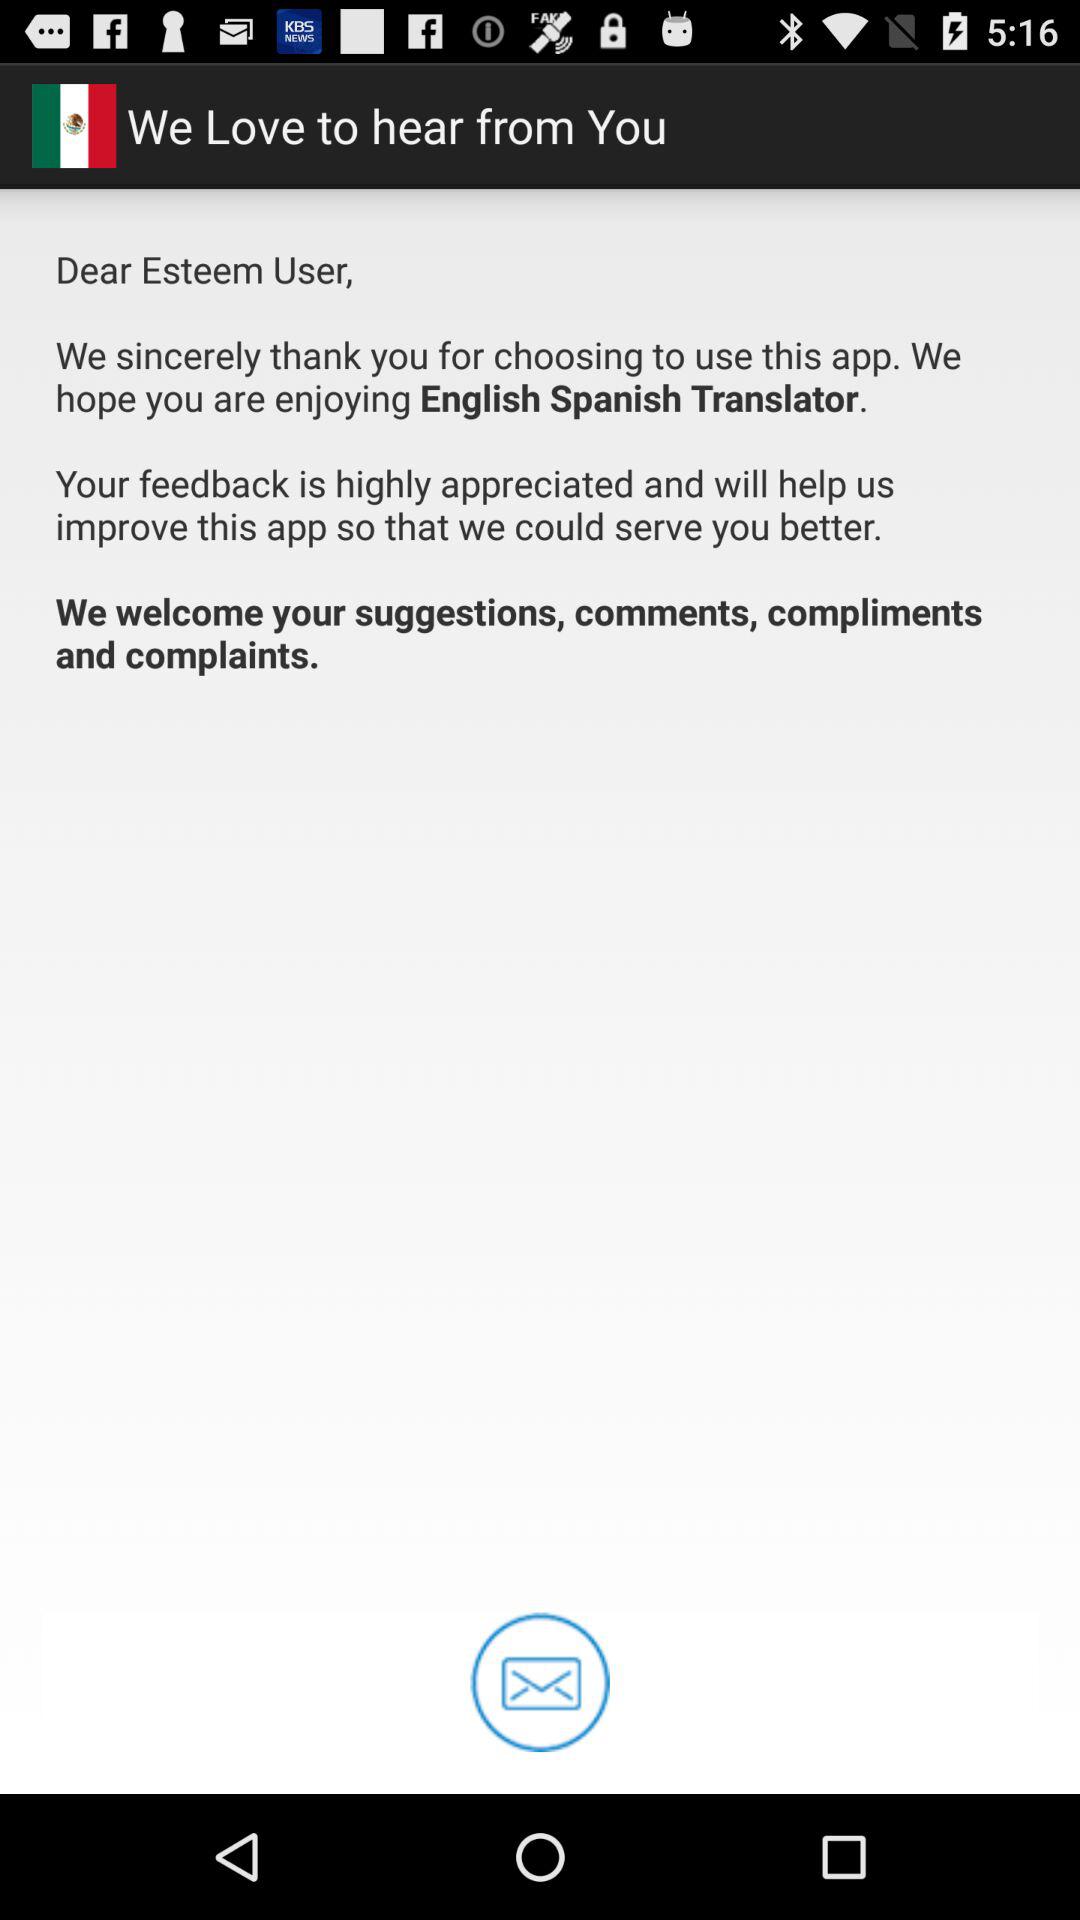 KBS
NEWS
FAKE
5:16
We Love to hear from You
Dear Esteem User,
We sincerely thank you for choosing to use this app. We
hope you are enjoying English Spanish Translator.
Your feedback is highly appreciated and will help us
improve this app so that we could serve you better.
We welcome your suggestions, comments, compliments
and complaints.